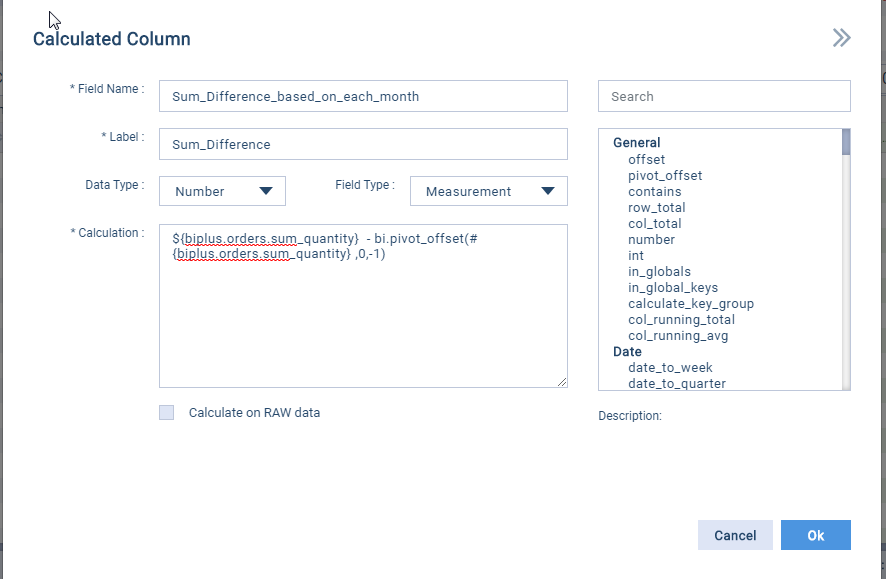 Calculated Column
* Field Name :
Sum_Difference_based_on_each_month
* Label :
Sum_Difference
Data Type :
Number
Field Type :
Measurement
* Calculation :
${biplus.orders.sum_quantity}  - bi.pivot_offset(#
{biplus.orders.sum_quantity} ,0,-1)
Calculate on RAW data
Search
General
offset
pivot_offset
contains
row_total
col_total
number
int
in_globals
in_global_keys
calculate_key_group
col_running_total
col_running_avg
Date
date_to_week
date_to_quarter
Description:
Cancel
Ok